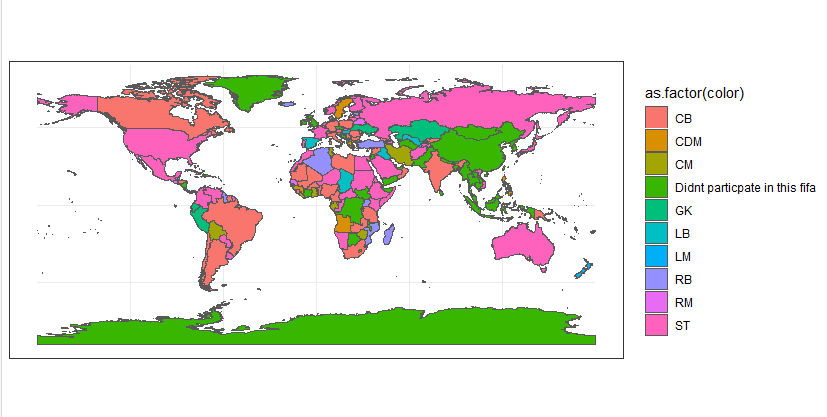 as.factor(color)
CB
CDM
CM
Didnt particpate in this fifa
GK
LB
LM
RB
RM
ST